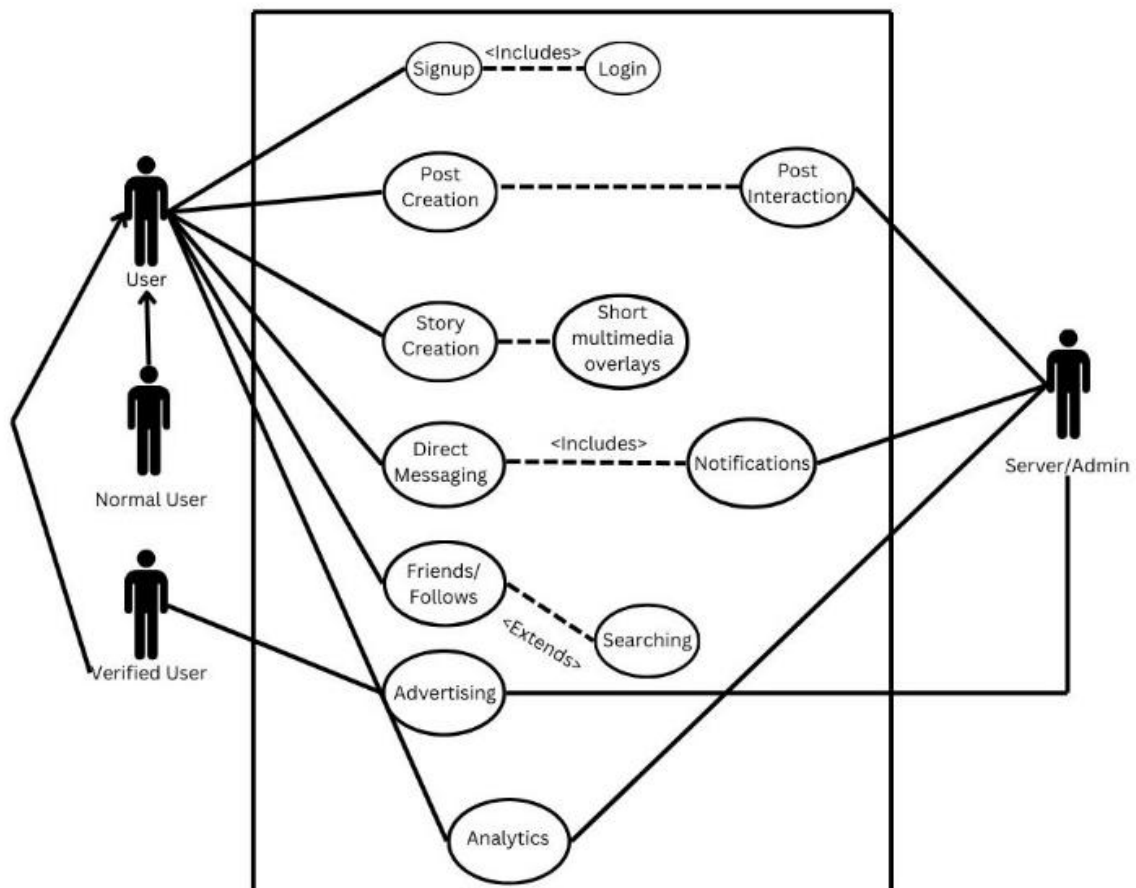 <Includes>
Signup
Login
Post
Creation
Post
Interaction
User
Story
Creation
Short
multimedia
overlays
Direct
Messaging
<Includes>
Notifications
Server/Admin
Normal User
Friends/
Follows
<Extends>
Searching
Verified User
Advertising
Analytics